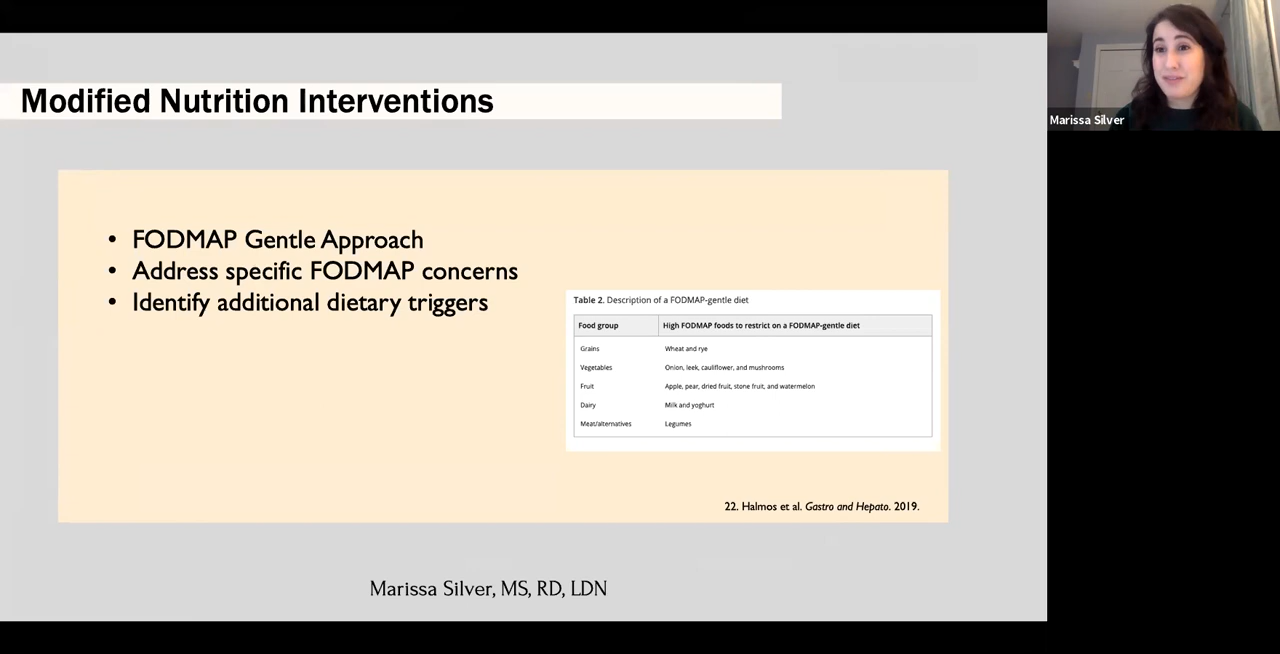 Modified Nutrition Interventions
Marissa Silver
• FODMAP Gentle Approach
• Address specific FODMAP concerns
• Identify additional dietary triggers
Table 2. Description of a FODMAP-gentle diet
Food group High FODMAP foods to restrict on a FODMAP-gentle diet
Grains Wheat and rye
Vegetables Onion, leek, cauliflower, and mushrooms
Fruit Apple, pear, dried fruit, stone fruit, and watermelon
Dairy Milk and yoghurt
Meat/alternatives Legumes
22. Halmos et al. Gastro and Hepato. 2019.
Marissa Silver, MS, RD, LDN